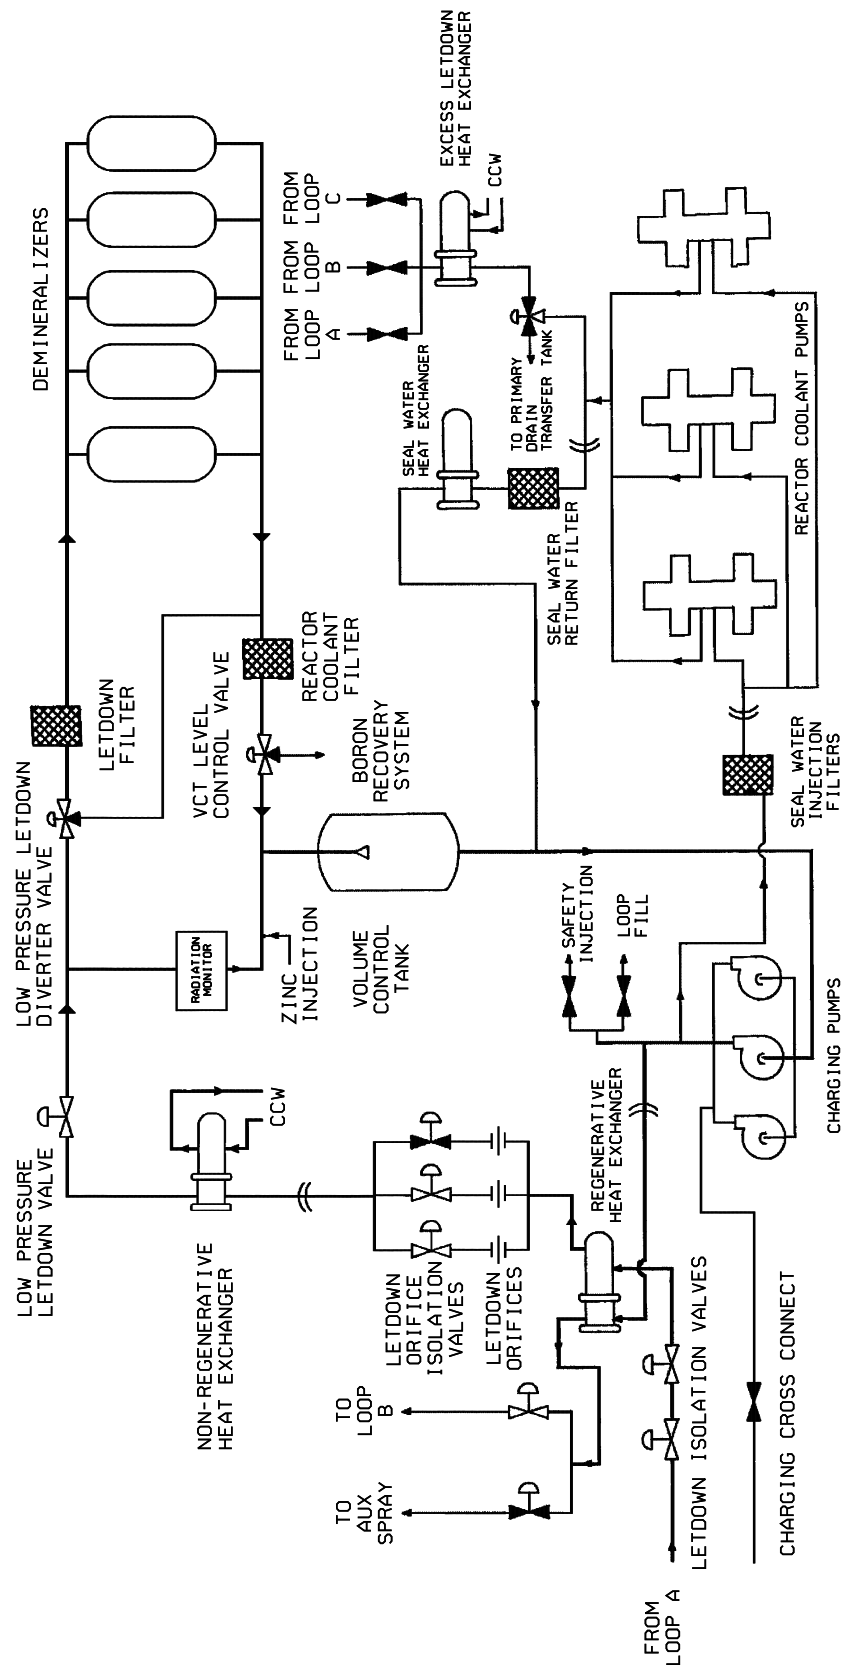 LOW PRESSURE
LETDOWN VALVE
LOW PRESSURE LETDOWN
DIVERTER VALVE
LETDOWN
FILTER
DEMINERALIZERS
NON-REGENERATIVE
HEAT EXCHANGER
CCW
RADIATION
MONITOR
ZINC
INJECTION
VCT LEVEL
CONTROL VALVE
REACTOR
COOLANT
FILTER
BORON
RECOVERY
SYSTEM
VOLUME
CONTROL
TANK
FROM
LOOP
A
FROM
LOOP
B
FROM
LOOP
C
EXCESS LETDOWN
HEAT EXCHANGER
CCW
SEAL WATER
HEAT EXCHANGER
TO PRIMARY
DRAIN
TRANSFER TANK
SEAL WATER
RETURN FILTER
TO
AUX
SPRAY
TO
LOOP
B
LETDOWN
ORIFICE
ISOLATION
VALVES
LETDOWN
ORIFICES
REGENERATIVE
HEAT EXCHANGER
SAFETY
INJECTION
LOOP
FILL
FROM
LOOP A
LETDOWN ISOLATION VALVES
CHARGING CROSS CONNECT
CHARGING PUMPS
SEAL WATER
INJECTION
FILTERS
REACTOR COOLANT PUMPS